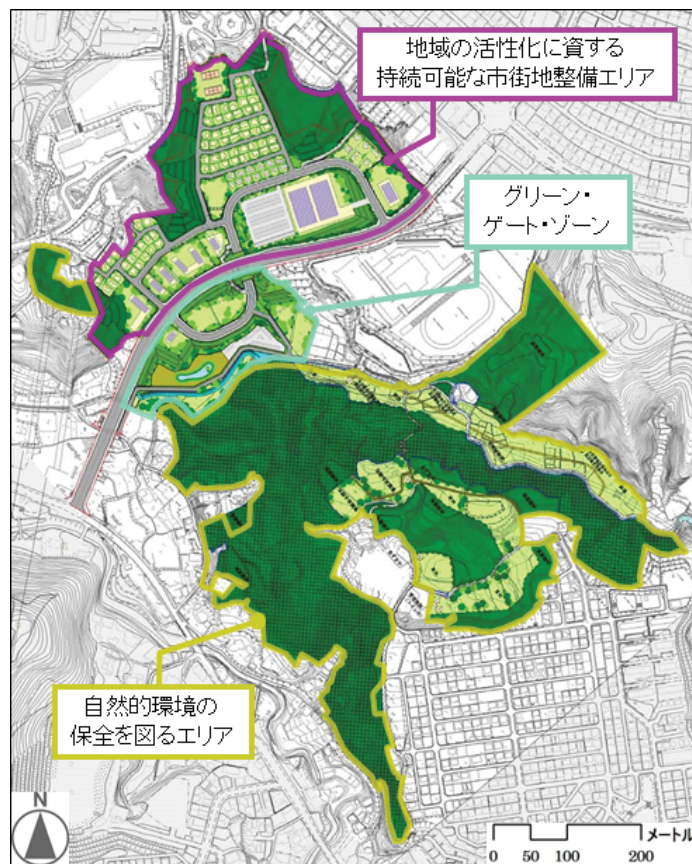 地域の活性化に資する
持続可能な市街地整備エリア
グリーン・
ゲート・ゾーン
自然的環境の
保全を図るエリア
N
メートル
0 50 100 200